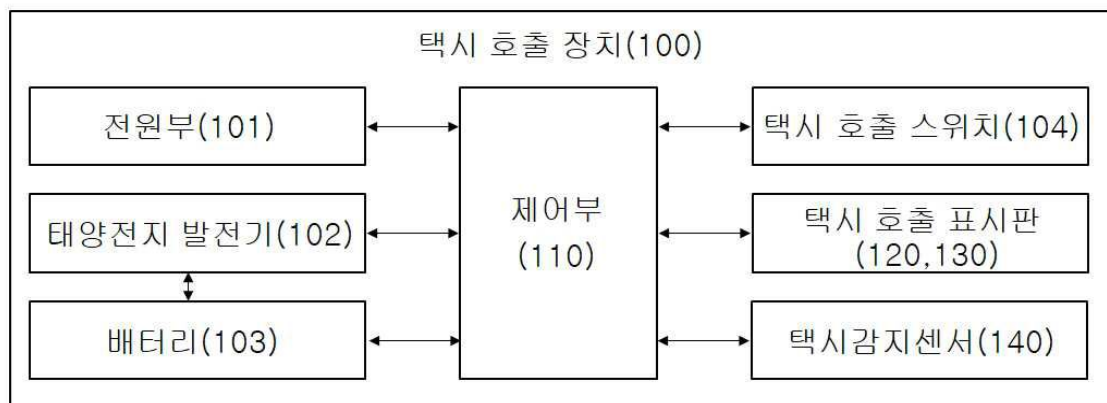 택시 호출 장치(100)
전원부(101)
태양전지 발전기(102)
배터리(103)
제어부
(110)
택시 호출 스위치(104)
택시 호출 표시판
(120,130)
택시감지센서(140)